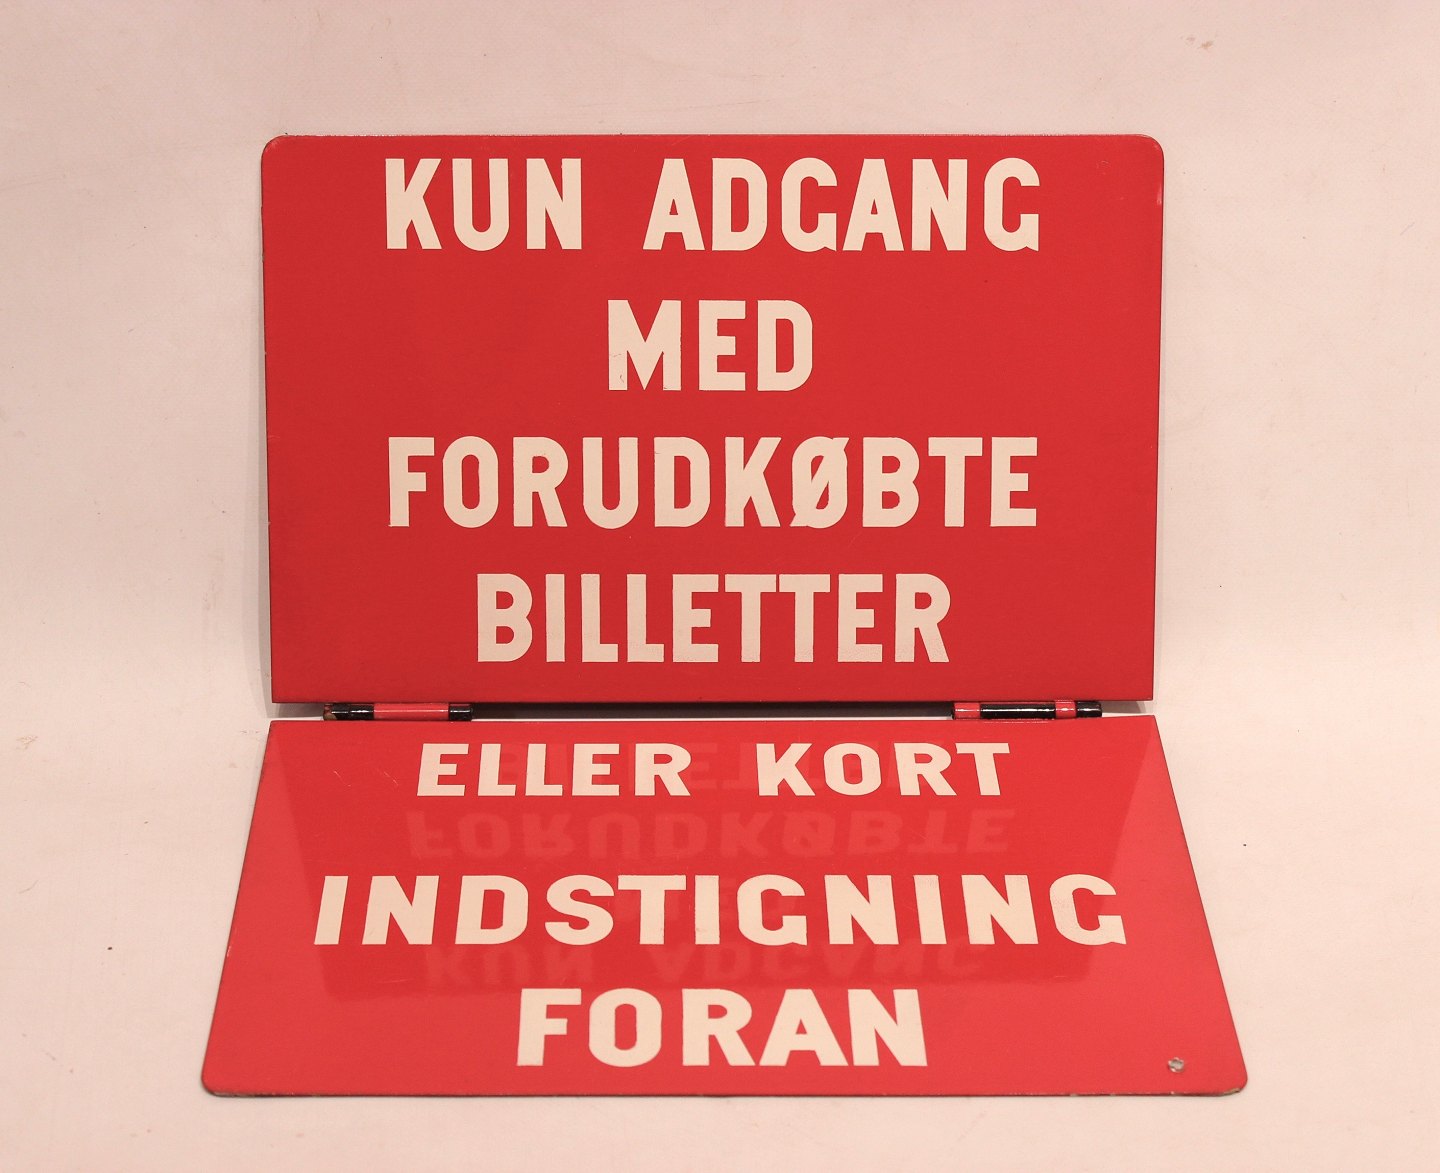 KUN ADGANG
MED
FORUDKØBTE
BILLETTER
ELLER KORT
INDSTIGNING
FORAN